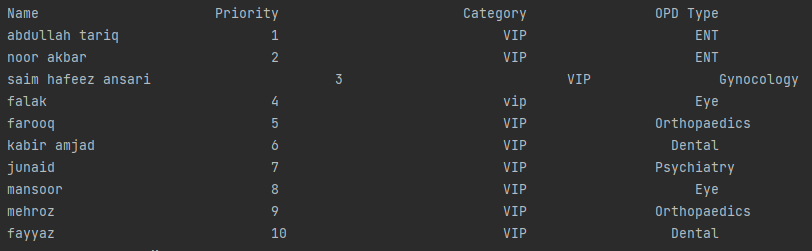 Name Priority Category OPD Type
abdullah tariq 1 VIP ENT
noor akbar 2 VIP ENT
saim hafeez ansari 3 VIP Gynocology
falak 4 vip Eye
farooq 5 VIP Orthopaedics
kabir amjad 6 VIP Dental
junaid 7 VIP Psychiatry
mansoor 8 VIP Eye
mehroz 9 VIP Orthopaedics
fayyaz 10 VIP Dental